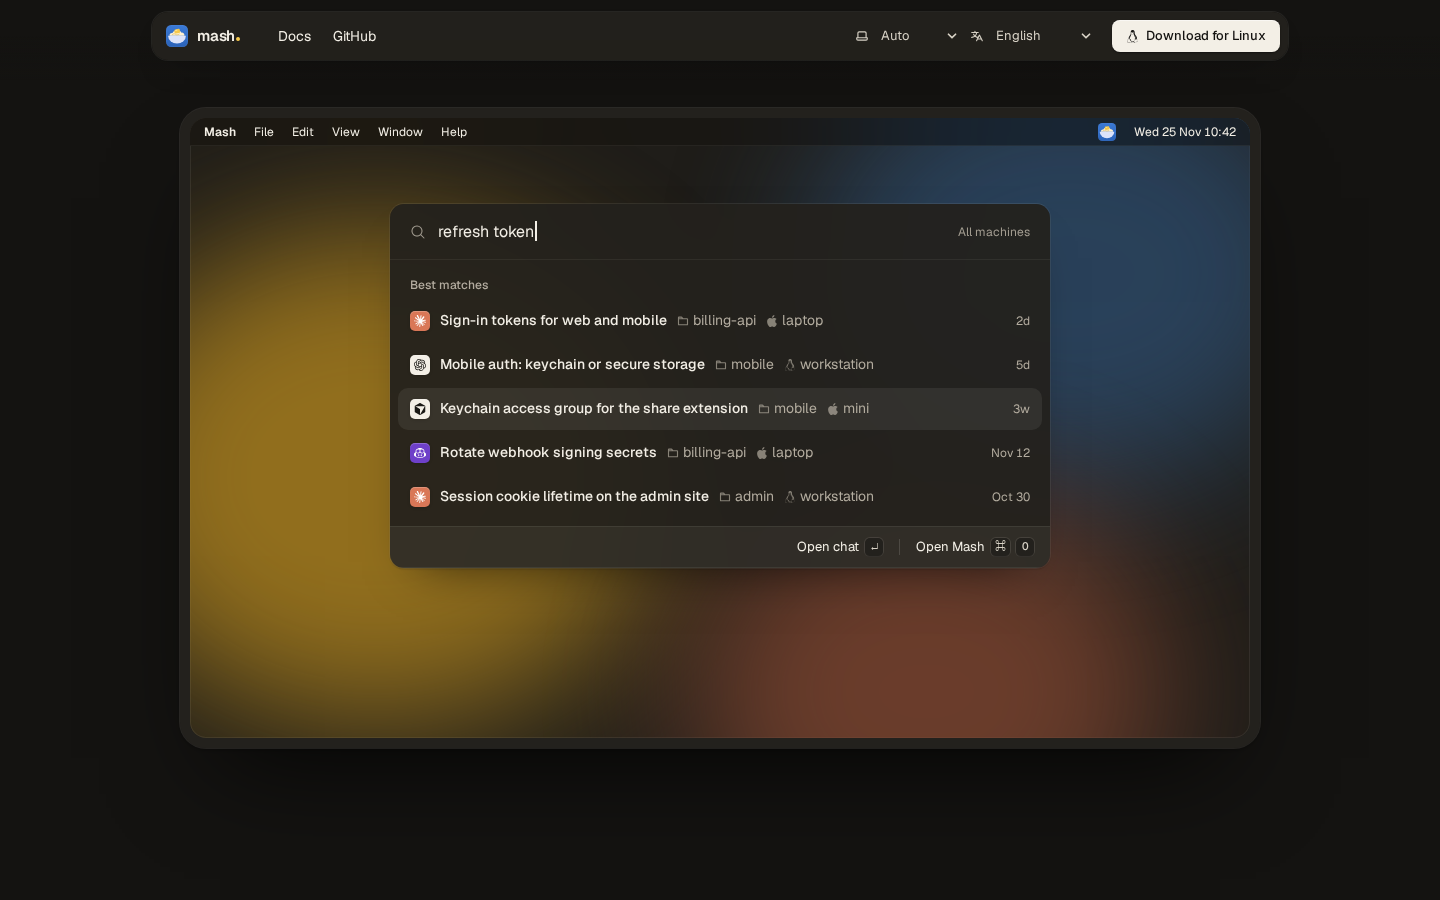 mash. Docs GitHub Auto English Download for Linux
Mash File Edit View Window Help Wed 25 Nov 10:42
refresh token All machines
Best matches
Sign-in tokens for web and mobile billing-api laptop 2d
Mobile auth: keychain or secure storage mobile workstation 5d
Keychain access group for the share extension mobile mini 3w
Rotate webhook signing secrets billing-api laptop Nov 12
Session cookie lifetime on the admin site admin workstation Oct 30
Open chat ↵ Open Mash ⌘ 0